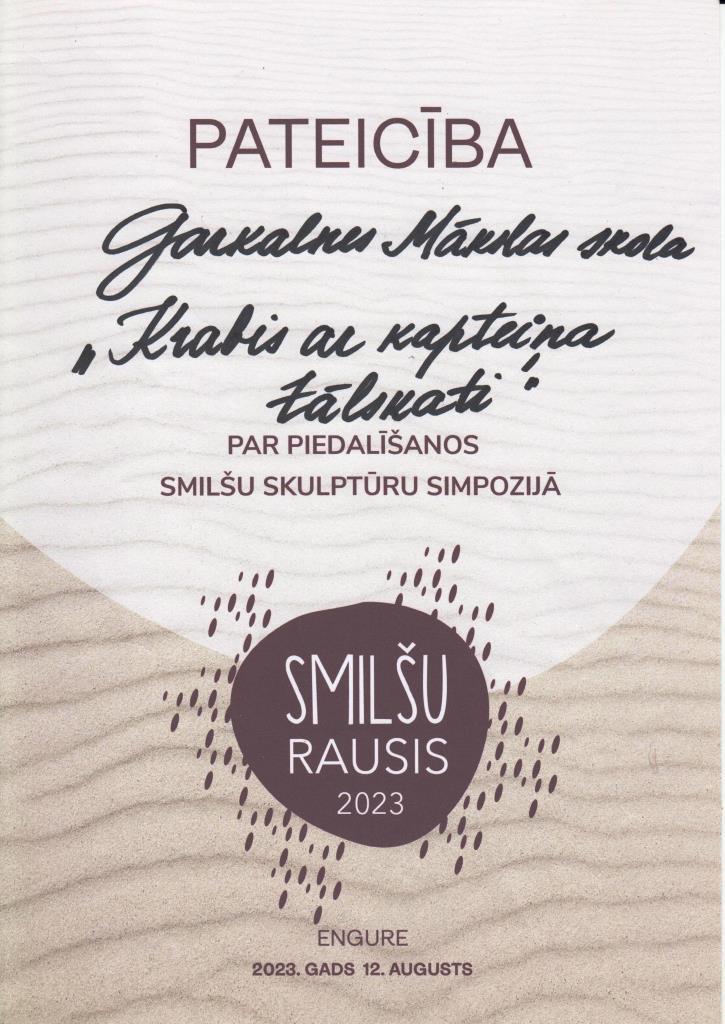 PATEICĪBA
Garkalnes Mākslas skola
„Krabis ar kapteiņa
tālskati"
PAR PIEDALĪŠANOS
SMILŠU SKULPTŪRU SIMPOZIJĀ
SMILŠU
RAUSIS
2023
ENGURE
2023. GADS 12. AUGUSTS